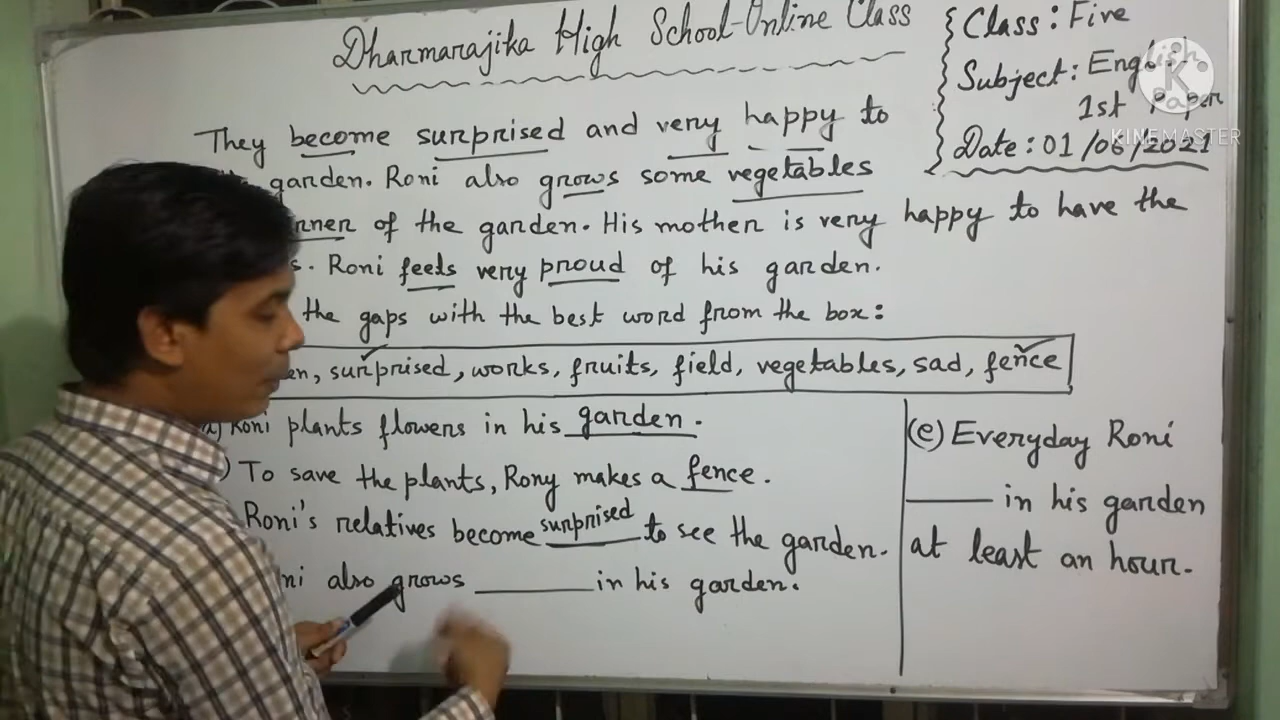 Dharmarajika High School-Online Class
Class: Five
Subject: English
1st Paper
Date: 01/06/2021
They become surprised and very happy to
garden. Roni also grows some vegetables
rner of the garden. His mother is very happy to have the
s. Roni feels very proud of his garden.
the gaps with the best word from the box:
en, surprised, works, fruits, field, vegetables, sad, fence
a) Roni plants flowers in his garden.
) To save the plants, Rony makes a fence.
Roni's relatives become surprised to see the garden.
ni also grows ______ in his garden.
(e) Everyday Roni
______ in his garden
at least an hour.
K
KINEMASTER